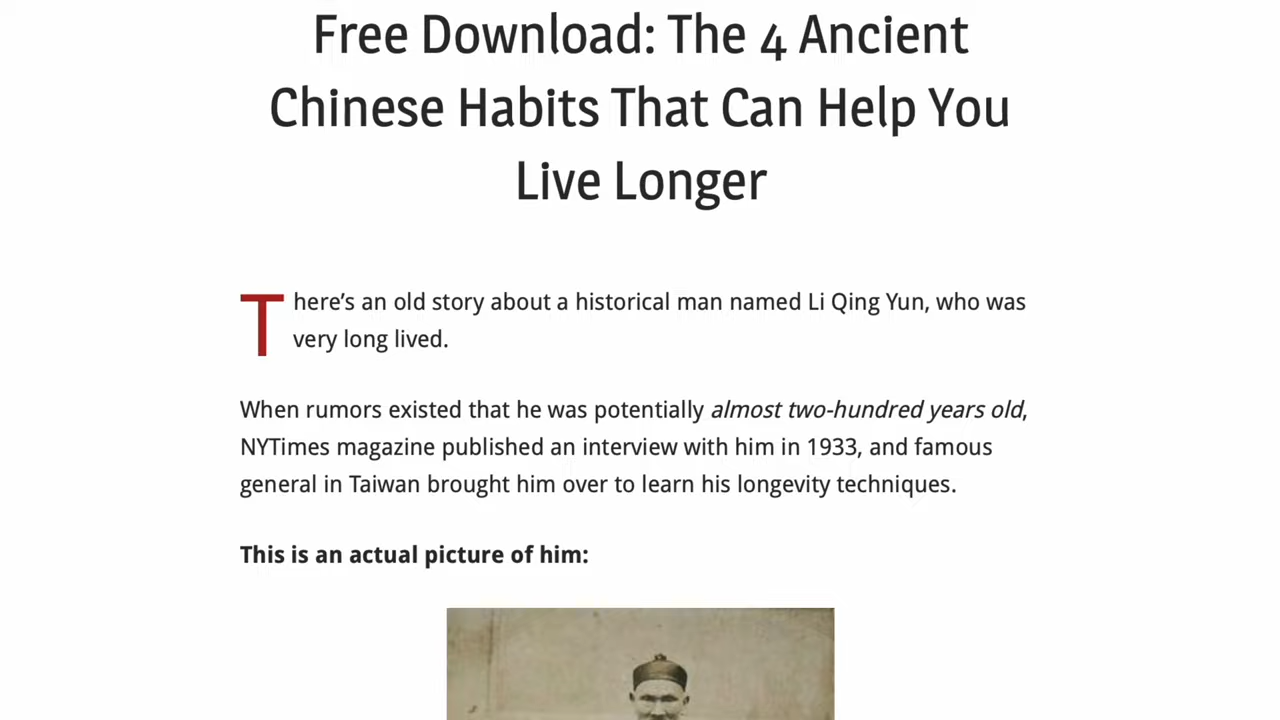 Free Download: The 4 Ancient
Chinese Habits That Can Help You
Live Longer
There’s an old story about a historical man named Li Qing Yun, who was
very long lived.
When rumors existed that he was potentially almost two-hundred years old,
NYTimes magazine published an interview with him in 1933, and famous
general in Taiwan brought him over to learn his longevity techniques.
This is an actual picture of him: